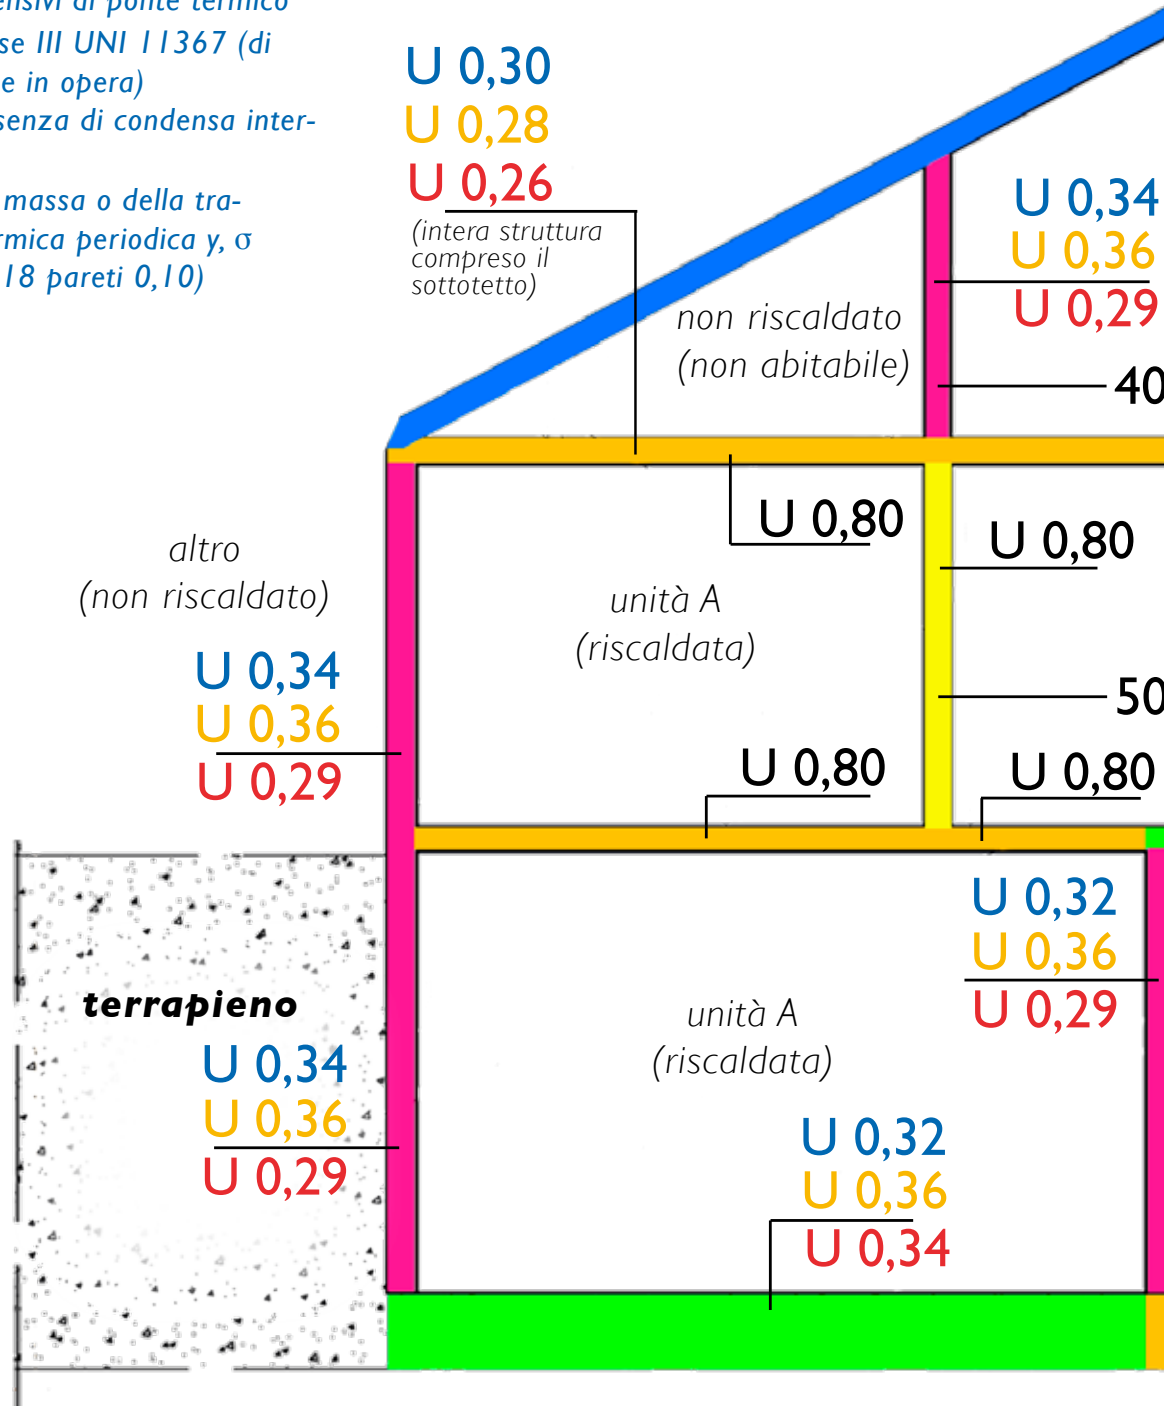 ensivi di ponte termico
se III UNI 11367 (di
e in opera)
senza di condensa inter-
massa o della tra-
rmica periodica y, σ
18 pareti 0,10)
U 0,30
U 0,28
U 0,26
(intera struttura
compreso il
sottotetto)
non riscaldato
(non abitabile)
U 0,34
U 0,36
U 0,29
40
U 0,80
U 0,80
altro
(non riscaldato)
unità A
(riscaldata)
U 0,34
U 0,36
U 0,29
50
U 0,80
U 0,80
U 0,32
U 0,36
U 0,29
terrapieno
U 0,34
U 0,36
U 0,29
unità A
(riscaldata)
U 0,32
U 0,36
U 0,34